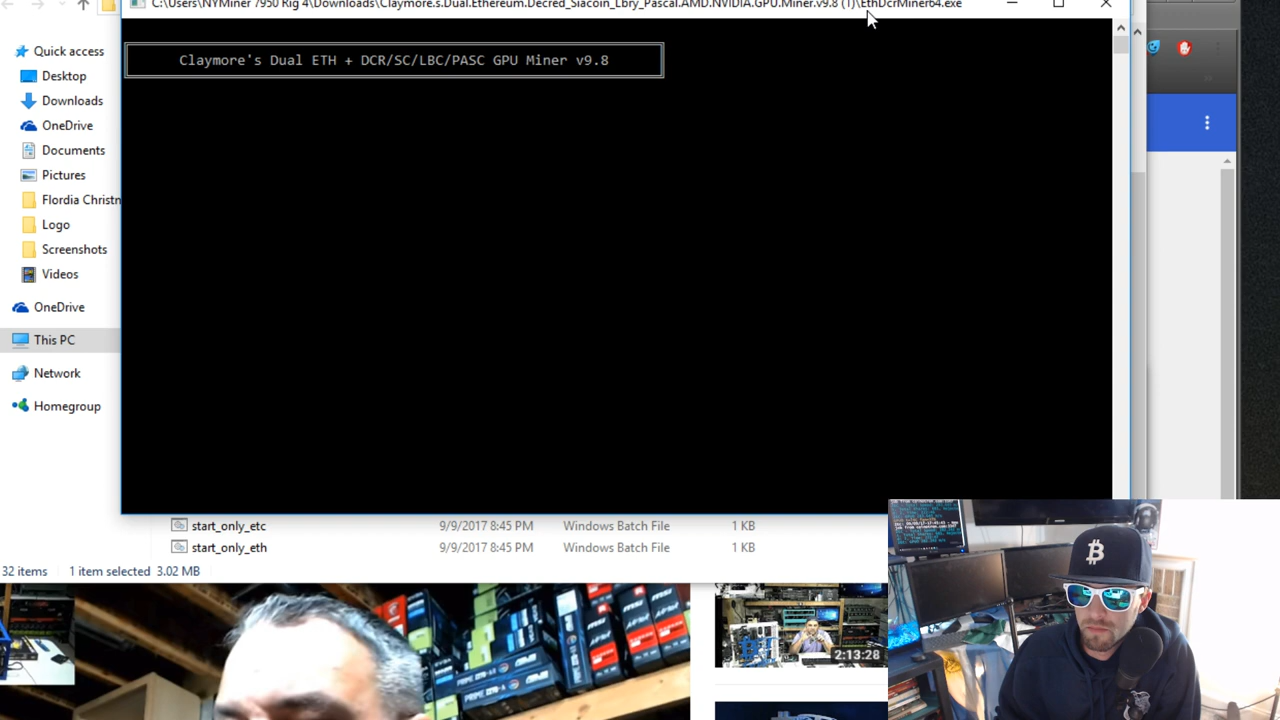 C:\Users\NYMiner 7950 Rig 4\Downloads\Claymore.s.Dual.Ethereum.Decred_Siacoin_Lbry_Pascal.AMD.NVIDIA.GPU.Miner.v9.8 (1)\EthDcrMiner64.exe
Claymore's Dual ETH + DCR/SC/LBC/PASC GPU Miner v9.8
Quick access
Desktop
Downloads
OneDrive
Documents
Pictures
Flordia Christn
Logo
Screenshots
Videos
OneDrive
This PC
Network
Homegroup
start_only_etc 9/9/2017 8:45 PM Windows Batch File 1 KB
start_only_eth 9/9/2017 8:45 PM Windows Batch File 1 KB
32 items 1 item selected 3.02 MB
2:13:28
msi
PRIME Z270-A